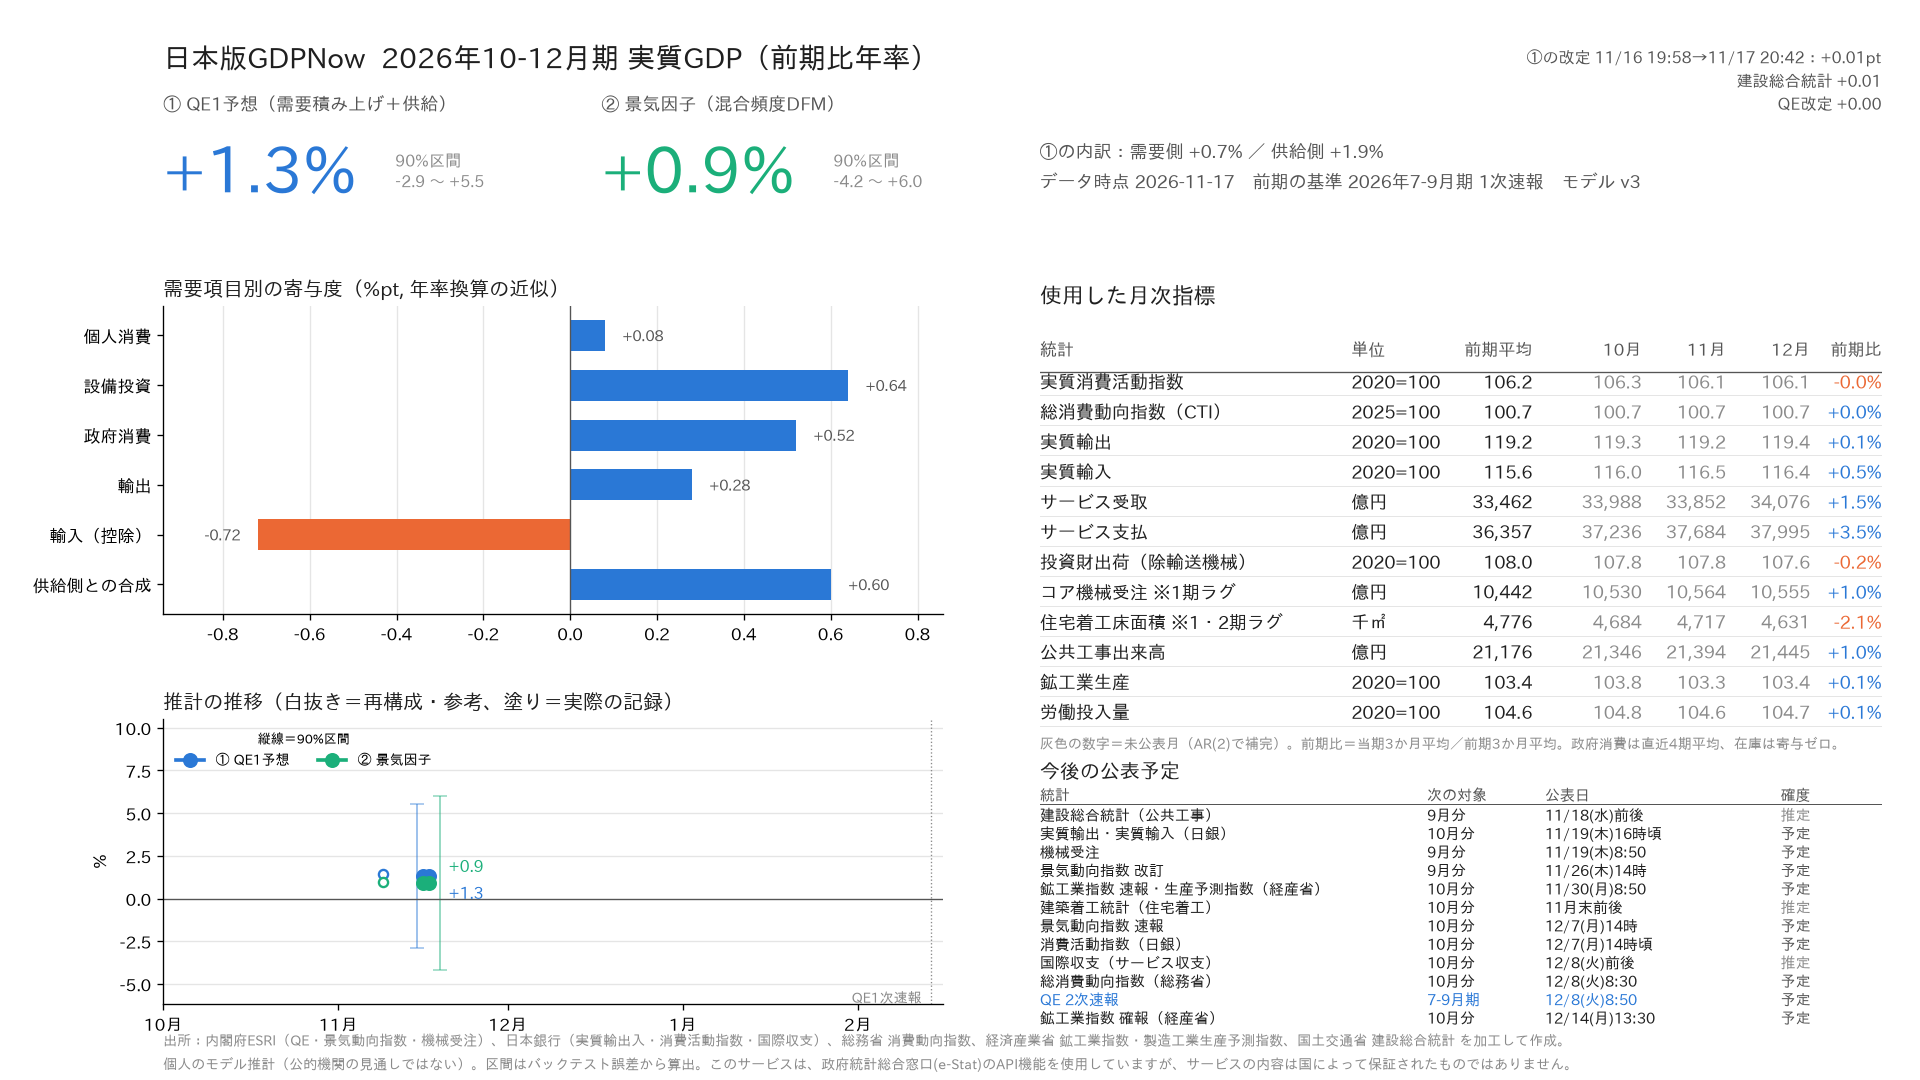 日本版GDPNow 2026年10-12月期 実質GDP（前期比年率）
①の改定 11/16 19:58→11/17 20:42：+0.01pt
建設総合統計 +0.01
QE改定 +0.00
① QE1予想（需要積み上げ＋供給）
② 景気因子（混合頻度DFM）
+1.3%
90%区間
-2.9 ～ +5.5
+0.9%
90%区間
-4.2 ～ +6.0
①の内訳：需要側 +0.7% ／ 供給側 +1.9%
データ時点 2026-11-17　前期の基準 2026年7-9月期 1次速報　モデル v3
需要項目別の寄与度（%pt, 年率換算の近似）
個人消費 +0.08
設備投資 +0.64
政府消費 +0.52
輸出 +0.28
輸入（控除） -0.72
供給側との合成 +0.60
-0.8 -0.6 -0.4 -0.2 0.0 0.2 0.4 0.6 0.8
推計の推移（白抜き＝再構成・参考、塗り＝実際の記録）
縦線=90%区間
① QE1予想 ② 景気因子
10.0
7.5
5.0
2.5
0.0
-2.5
-5.0
%
+0.9
+1.3
QE1次速報
10月 11月 12月 1月 2月
使用した月次指標
統計 単位 前期平均 10月 11月 12月 前期比
実質消費活動指数 2020=100 106.2 106.3 106.1 106.1 -0.0%
総消費動向指数（CTI） 2025=100 100.7 100.7 100.7 100.7 +0.0%
実質輸出 2020=100 119.2 119.3 119.2 119.4 +0.1%
実質輸入 2020=100 115.6 116.0 116.5 116.4 +0.5%
サービス受取 億円 33,462 33,988 33,852 34,076 +1.5%
サービス支払 億円 36,357 37,236 37,684 37,995 +3.5%
投資財出荷（除輸送機械） 2020=100 108.0 107.8 107.8 107.6 -0.2%
コア機械受注 ※1期ラグ 億円 10,442 10,530 10,564 10,555 +1.0%
住宅着工床面積 ※1・2期ラグ 千㎡ 4,776 4,684 4,717 4,631 -2.1%
公共工事出来高 億円 21,176 21,346 21,394 21,445 +1.0%
鉱工業生産 2020=100 103.4 103.8 103.3 103.4 +0.1%
労働投入量 2020=100 104.6 104.8 104.6 104.7 +0.1%
灰色の数字＝未公表月（AR(2)で補完）。前期比＝当期3か月平均／前期3か月平均。政府消費は直近4期平均、在庫は寄与ゼロ。
今後の公表予定
統計 次の対象 公表日 確度
建設総合統計（公共工事） 9月分 11/18(水)前後 推定
実質輸出・実質輸入（日銀） 10月分 11/19(木)16時頃 予定
機械受注 9月分 11/19(木)8:50 予定
景気動向指数 改訂 9月分 11/26(木)14時 予定
鉱工業指数 速報・生産予測指数（経産省） 10月分 11/30(月)8:50 予定
建築着工統計（住宅着工） 10月分 11月末前後 推定
景気動向指数 速報 10月分 12/7(月)14時 予定
消費活動指数（日銀） 10月分 12/7(月)14時頃 予定
国際収支（サービス収支） 10月分 12/8(火)前後 推定
総消費動向指数（総務省） 10月分 12/8(火)8:30 予定
QE 2次速報 7-9月期 12/8(火)8:50 予定
鉱工業指数 確報（経産省） 10月分 12/14(月)13:30 予定
出所：内閣府ESRI（QE・景気動向指数・機械受注）、日本銀行（実質輸出入・消費活動指数・国際収支）、総務省 消費動向指数、経済産業省 鉱工業指数・製造工業生産予測指数、国土交通省 建設総合統計 を加工して作成。
個人のモデル推計（公的機関の見通しではない）。区間はバックテスト誤差から算出。このサービスは、政府統計総合窓口(e-Stat)のAPI機能を使用していますが、サービスの内容は国によって保証されたものではありません。